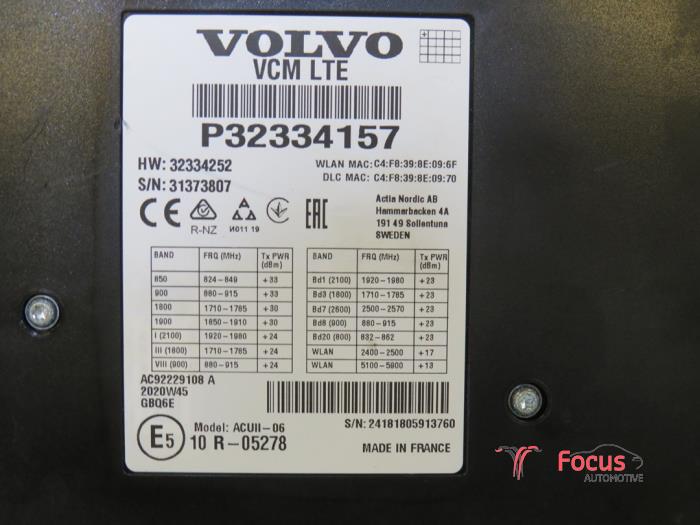 VOLVO
VCM LTE
P32334157
HW: 32334252
S/N: 31373807
WLAN MAC: C4:F8:39:8E:09:6F
DLC MAC: C4:F8:39:8E:09:70
Actia Nordic AB
Hammarbacken 4A
191 49 Sollentuna
SWEDEN
CE
R-NZ
И011 19
EAC
BAND FRQ (MHz) Tx PWR (dBm)
850 824-849 +33
900 880-915 +33
1800 1710-1785 +30
1900 1850-1910 +30
I (2100) 1920-1980 +24
III (1800) 1710-1785 +24
VIII (900) 880-915 +24
BAND FRQ (MHz) Tx PWR (dBm)
Bd1 (2100) 1920-1980 +23
Bd3 (1800) 1710-1785 +23
Bd7 (2600) 2500-2570 +23
Bd8 (900) 880-915 +23
Bd20 (800) 832-862 +23
WLAN 2400-2500 +17
WLAN 5100-5800 +13
AC92229108 A
2020W45
GBQ6E
S/N: 24181805913760
E5
Model: ACUII-06
10 R-05278
MADE IN FRANCE
Focus
AUTOMOTIVE